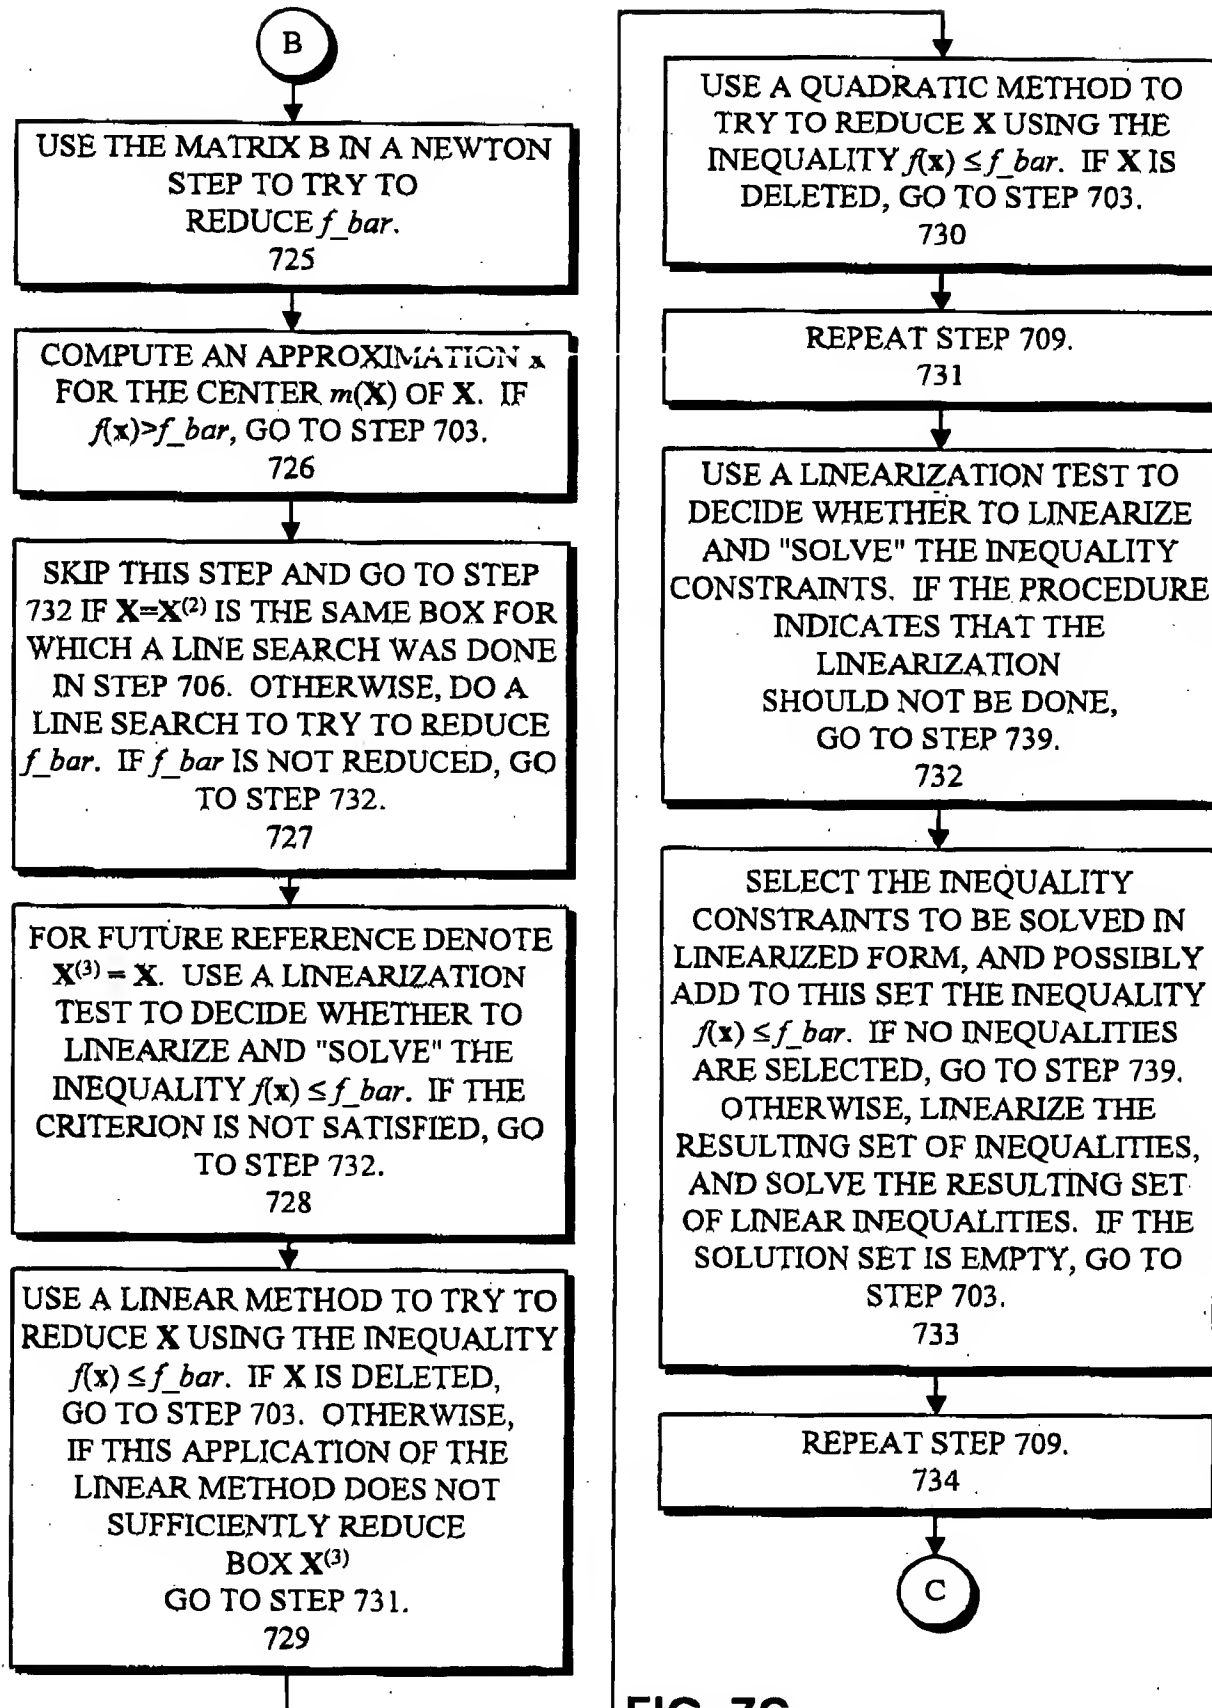 B
USE THE MATRIX B IN A NEWTON
STEP TO TRY TO
REDUCE f_bar.
725
COMPUTE AN APPROXIMATION x
FOR THE CENTER m(X) OF X. IF
f(x)>f_bar, GO TO STEP 703.
726
SKIP THIS STEP AND GO TO STEP
732 IF X=X(2) IS THE SAME BOX FOR
WHICH A LINE SEARCH WAS DONE
IN STEP 706. OTHERWISE, DO A
LINE SEARCH TO TRY TO REDUCE
f_bar. IF f_bar IS NOT REDUCED, GO
TO STEP 732.
727
FOR FUTURE REFERENCE DENOTE
X(3) = X. USE A LINEARIZATION
TEST TO DECIDE WHETHER TO
LINEARIZE AND "SOLVE" THE
INEQUALITY f(x) ≤ f_bar. IF THE
CRITERION IS NOT SATISFIED, GO
TO STEP 732.
728
USE A LINEAR METHOD TO TRY TO
REDUCE X USING THE INEQUALITY
f(x) ≤ f_bar. IF X IS DELETED,
GO TO STEP 703. OTHERWISE,
IF THIS APPLICATION OF THE
LINEAR METHOD DOES NOT
SUFFICIENTLY REDUCE
BOX X(3)
GO TO STEP 731.
729
USE A QUADRATIC METHOD TO
TRY TO REDUCE X USING THE
INEQUALITY f(x) ≤ f_bar. IF X IS
DELETED, GO TO STEP 703.
730
REPEAT STEP 709.
731
USE A LINEARIZATION TEST TO
DECIDE WHETHER TO LINEARIZE
AND "SOLVE" THE INEQUALITY
CONSTRAINTS. IF THE PROCEDURE
INDICATES THAT THE
LINEARIZATION
SHOULD NOT BE DONE,
GO TO STEP 739.
732
SELECT THE INEQUALITY
CONSTRAINTS TO BE SOLVED IN
LINEARIZED FORM, AND POSSIBLY
ADD TO THIS SET THE INEQUALITY
f(x) ≤ f_bar. IF NO INEQUALITIES
ARE SELECTED, GO TO STEP 739.
OTHERWISE, LINEARIZE THE
RESULTING SET OF INEQUALITIES,
AND SOLVE THE RESULTING SET
OF LINEAR INEQUALITIES. IF THE
SOLUTION SET IS EMPTY, GO TO
STEP 703.
733
REPEAT STEP 709.
734
C